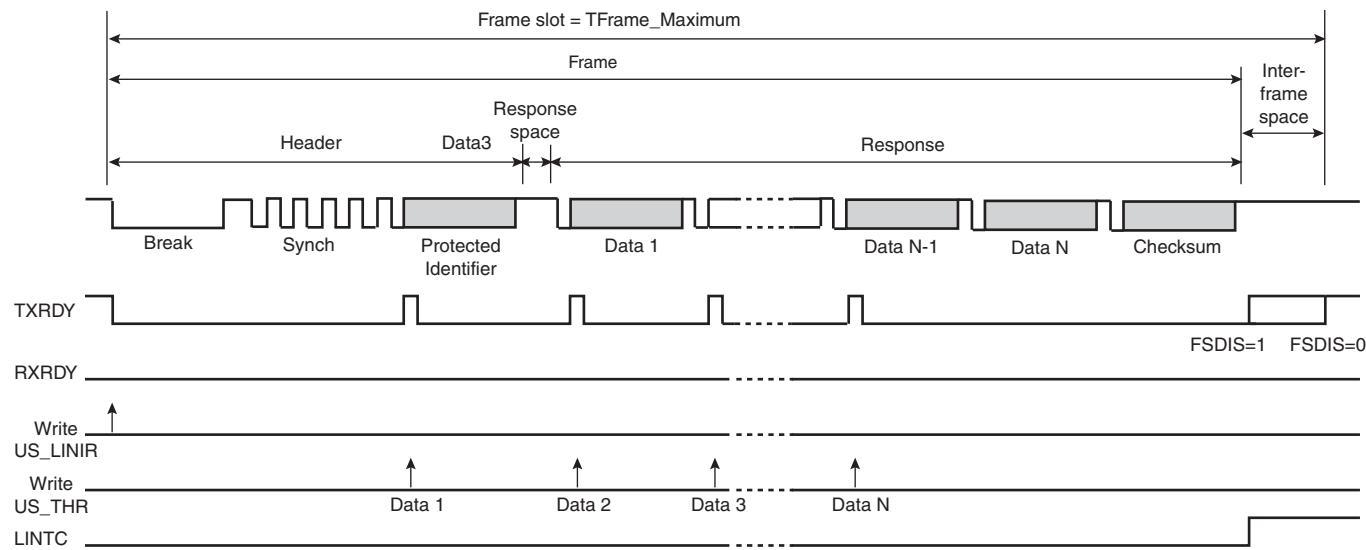 Frame slot = TFrame_Maximum
Frame
Inter-
frame
space
Response
space
Header
Data3
Response
Break
Synch
Protected
Identifier
Data 1
Data N-1
Data N
Checksum
TXRDY
FSDIS=1
FSDIS=0
RXRDY
Write
US_LINIR
Write
US_THR
Data 1
Data 2
Data 3
Data N
LINTC